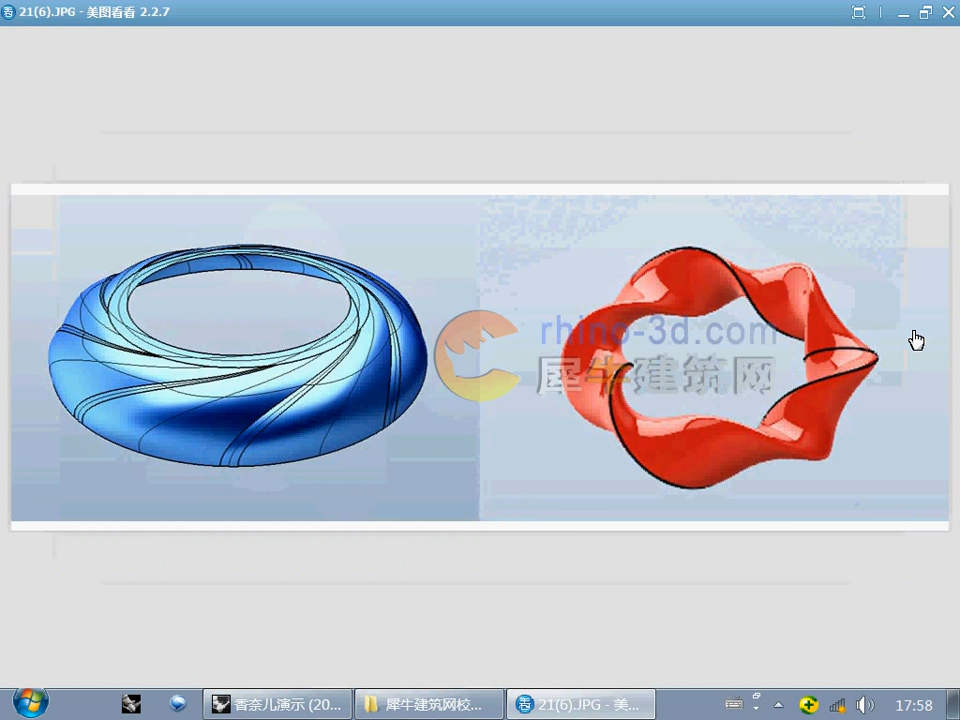 21(6).JPG - 美图看看 2.2.7
rhino-3d.com
犀牛建筑网
香奈儿演示 (20...
犀牛建筑网校...
21(6).JPG - 美...
17:58